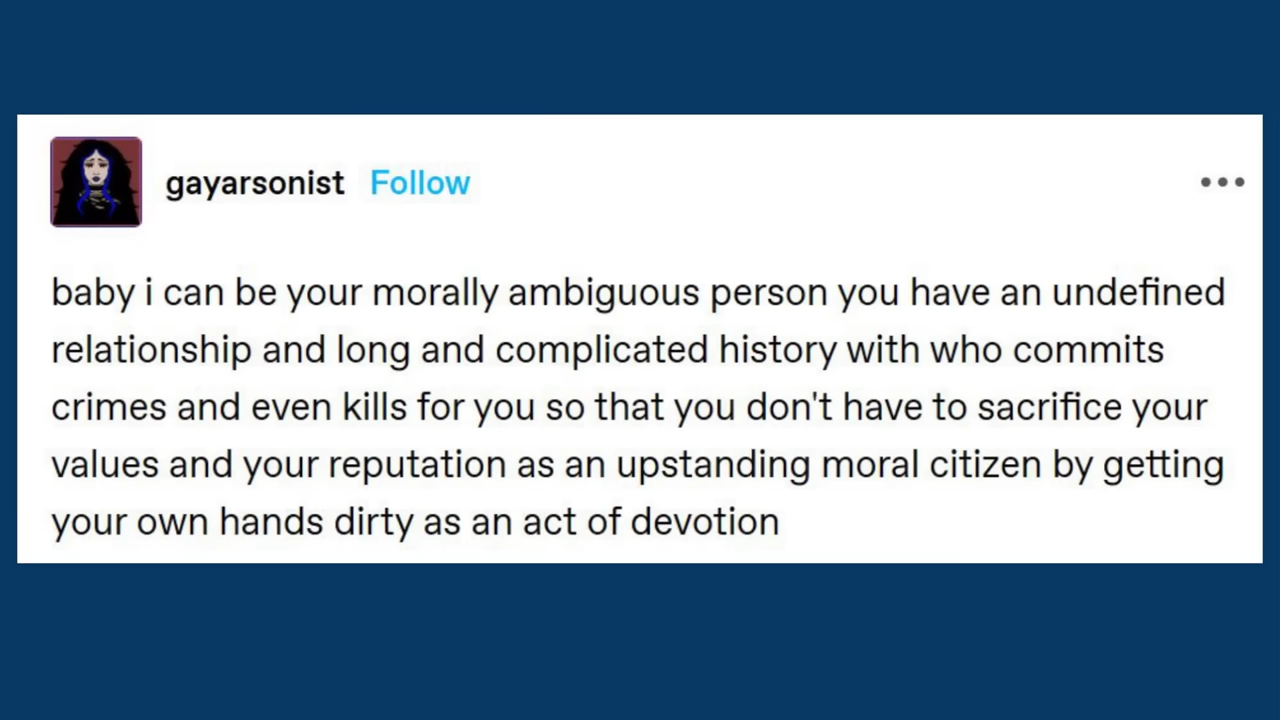 gayarsonist Follow
baby i can be your morally ambiguous person you have an undefined
relationship and long and complicated history with who commits
crimes and even kills for you so that you don't have to sacrifice your
values and your reputation as an upstanding moral citizen by getting
your own hands dirty as an act of devotion